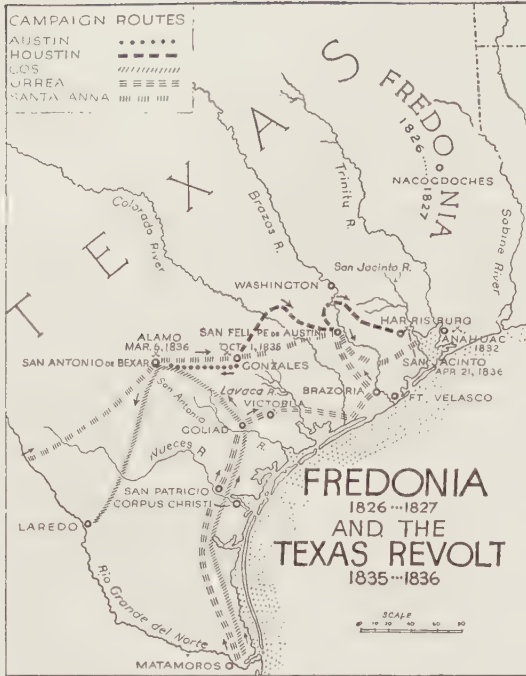 CAMPAIGN ROUTES
AUSTIN
HOUSTIN
COS
URREA
SANTA ANNA
TEXAS
FREDONIA
1826......1827
NACOGDOCHES
Colorado River
Brazos R.
Trinity R.
Sabine River
San Jacinto R.
WASHINGTON
HARRISBURG
ANAHUAC
1832
SAN FELIPE DE AUSTIN
ALAMO
MAR. 6, 1836
OCT. 1, 1836
SAN ANTONIO DE BEXAR
GONZALES
SAN JACINTO
APR 21, 1836
San Antonio
R.
Lavaca R.
VICTORIA
BRAZORIA
FT. VELASCO
GOLIAD
Nueces R.
SAN PATRICIO
CORPUS CHRISTI
LAREDO
Rio Grande del Norte
MATAMOROS
FREDONIA
1826...1827
AND THE
TEXAS REVOLT
1835...1836
SCALE